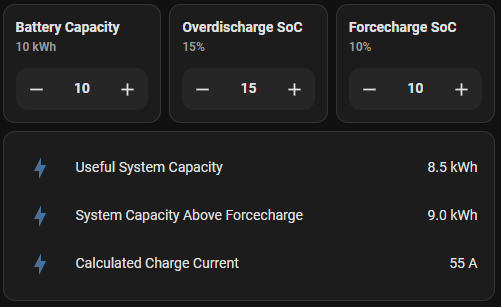 Battery Capacity
10 kWh
− 10 +
Overdischarge SoC
15%
− 15 +
Forcecharge SoC
10%
− 10 +
Useful System Capacity 8.5 kWh
System Capacity Above Forcecharge 9.0 kWh
Calculated Charge Current 55 A